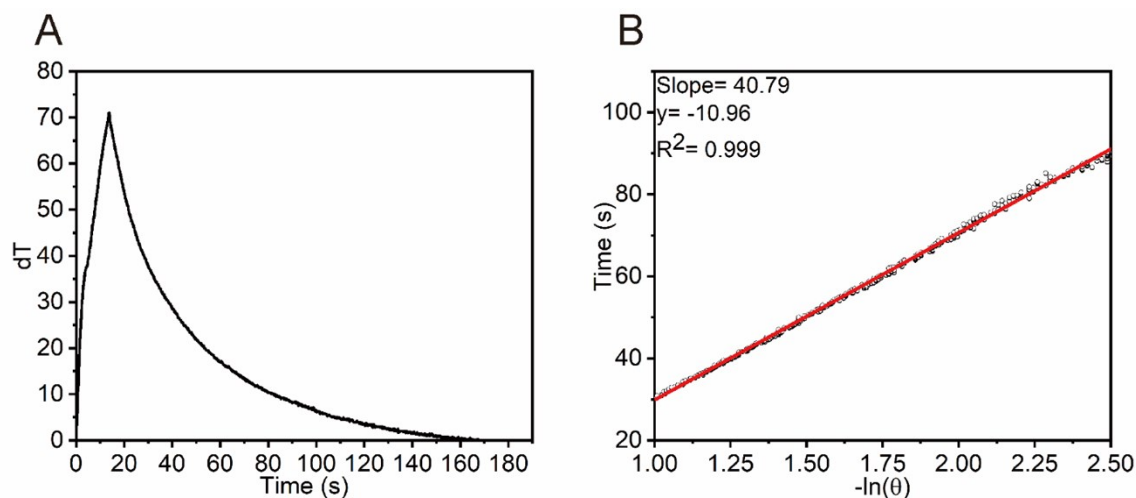 A
80
70
60
50
40
30
20
10
0
dT
0 20 40 60 80 100 120 140 160 180
Time (s)
B
Slope= 40.79
y= -10.96
R²= 0.999
100
80
60
40
20
Time (s)
1.00 1.25 1.50 1.75 2.00 2.25 2.50
-ln(θ)